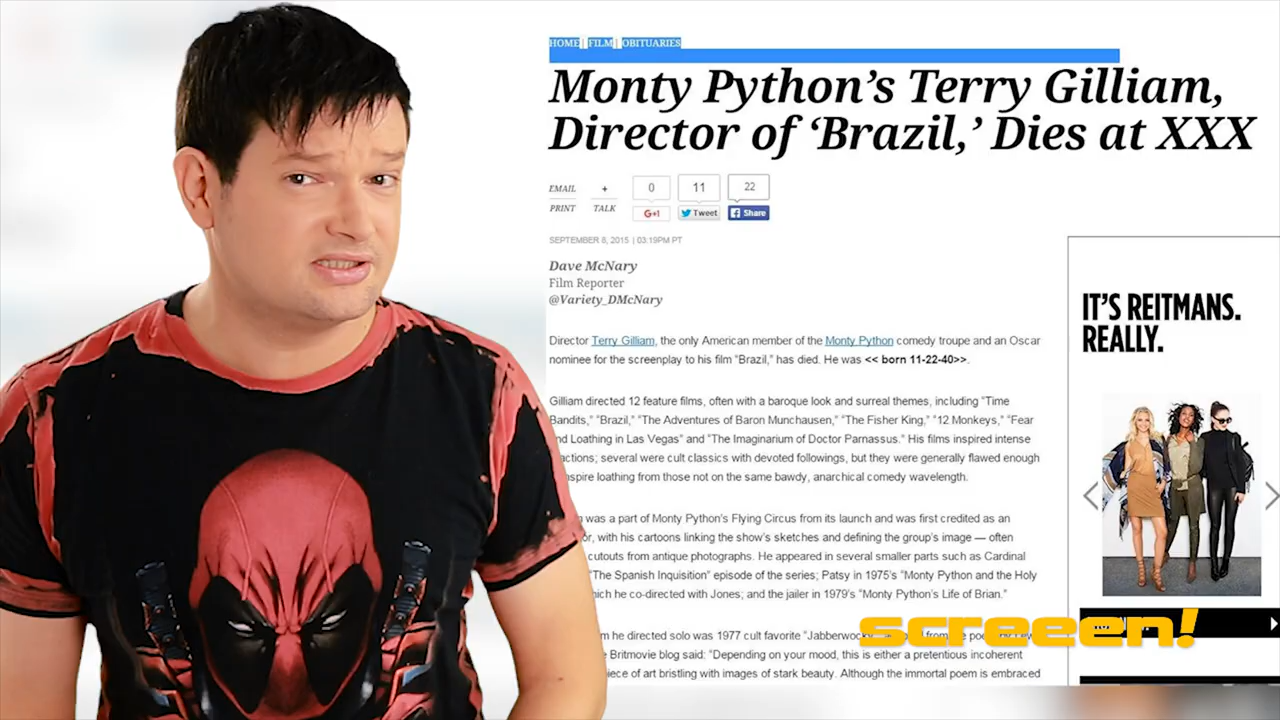 HOME | FILM | OBITUARIES
Monty Python's Terry Gilliam,
Director of 'Brazil,' Dies at XXX
EMAIL + 0 11 22
PRINT TALK G+1 Tweet Share
SEPTEMBER 8, 2015 | 03:19PM PT
Dave McNary
Film Reporter
@Variety_DMcNary
Director Terry Gilliam, the only American member of the Monty Python comedy troupe and an Oscar
nominee for the screenplay to his film “Brazil,” has died. He was << born 11-22-40>>.
Gilliam directed 12 feature films, often with a baroque look and surreal themes, including “Time
Bandits,” “Brazil,” “The Adventures of Baron Munchausen,” “The Fisher King,” “12 Monkeys,” “Fear
and Loathing in Las Vegas” and “The Imaginarium of Doctor Parnassus.” His films inspired intense
actions; several were cult classics with devoted followings, but they were generally flawed enough
nspire loathing from those not on the same bawdy, anarchical comedy wavelength.
was a part of Monty Python's Flying Circus from its launch and was first credited as an
or, with his cartoons linking the show's sketches and defining the group's image — often
cutouts from antique photographs. He appeared in several smaller parts such as Cardinal
“The Spanish Inquisition” episode of the series; Patsy in 1975's “Monty Python and the Holy
hich he co-directed with Jones; and the jailer in 1979's “Monty Python's Life of Brian.”
m he directed solo was 1977 cult favorite “Jabberwocky,” from
Britmovie blog said: “Depending on your mood, this is either a pretentious incoherent
iece of art bristling with images of stark beauty. Although the immortal poem is embraced
IT'S REITMANS.
REALLY.
screeen!